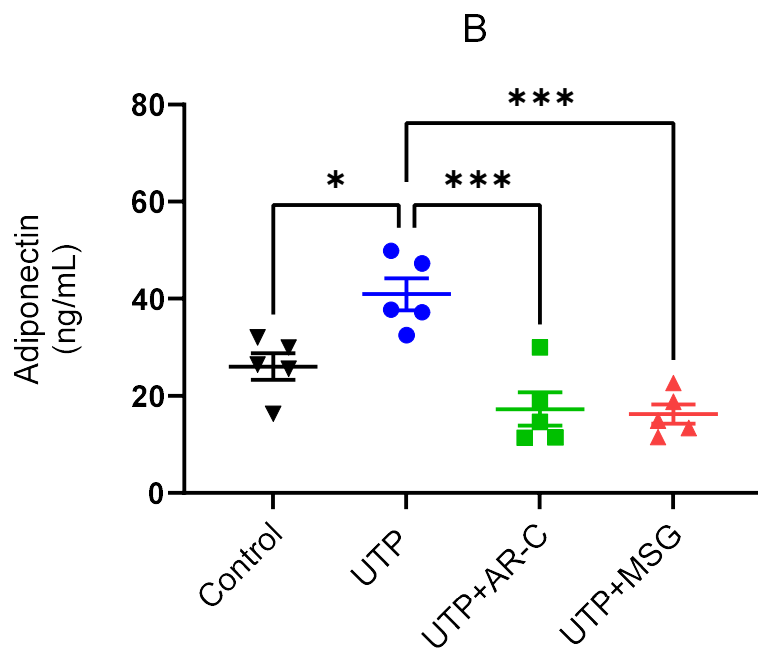 B
80
60
40
20
0
Adiponectin
(ng/mL)
***
*
***
Control
UTP
UTP+AR-C
UTP+MSG